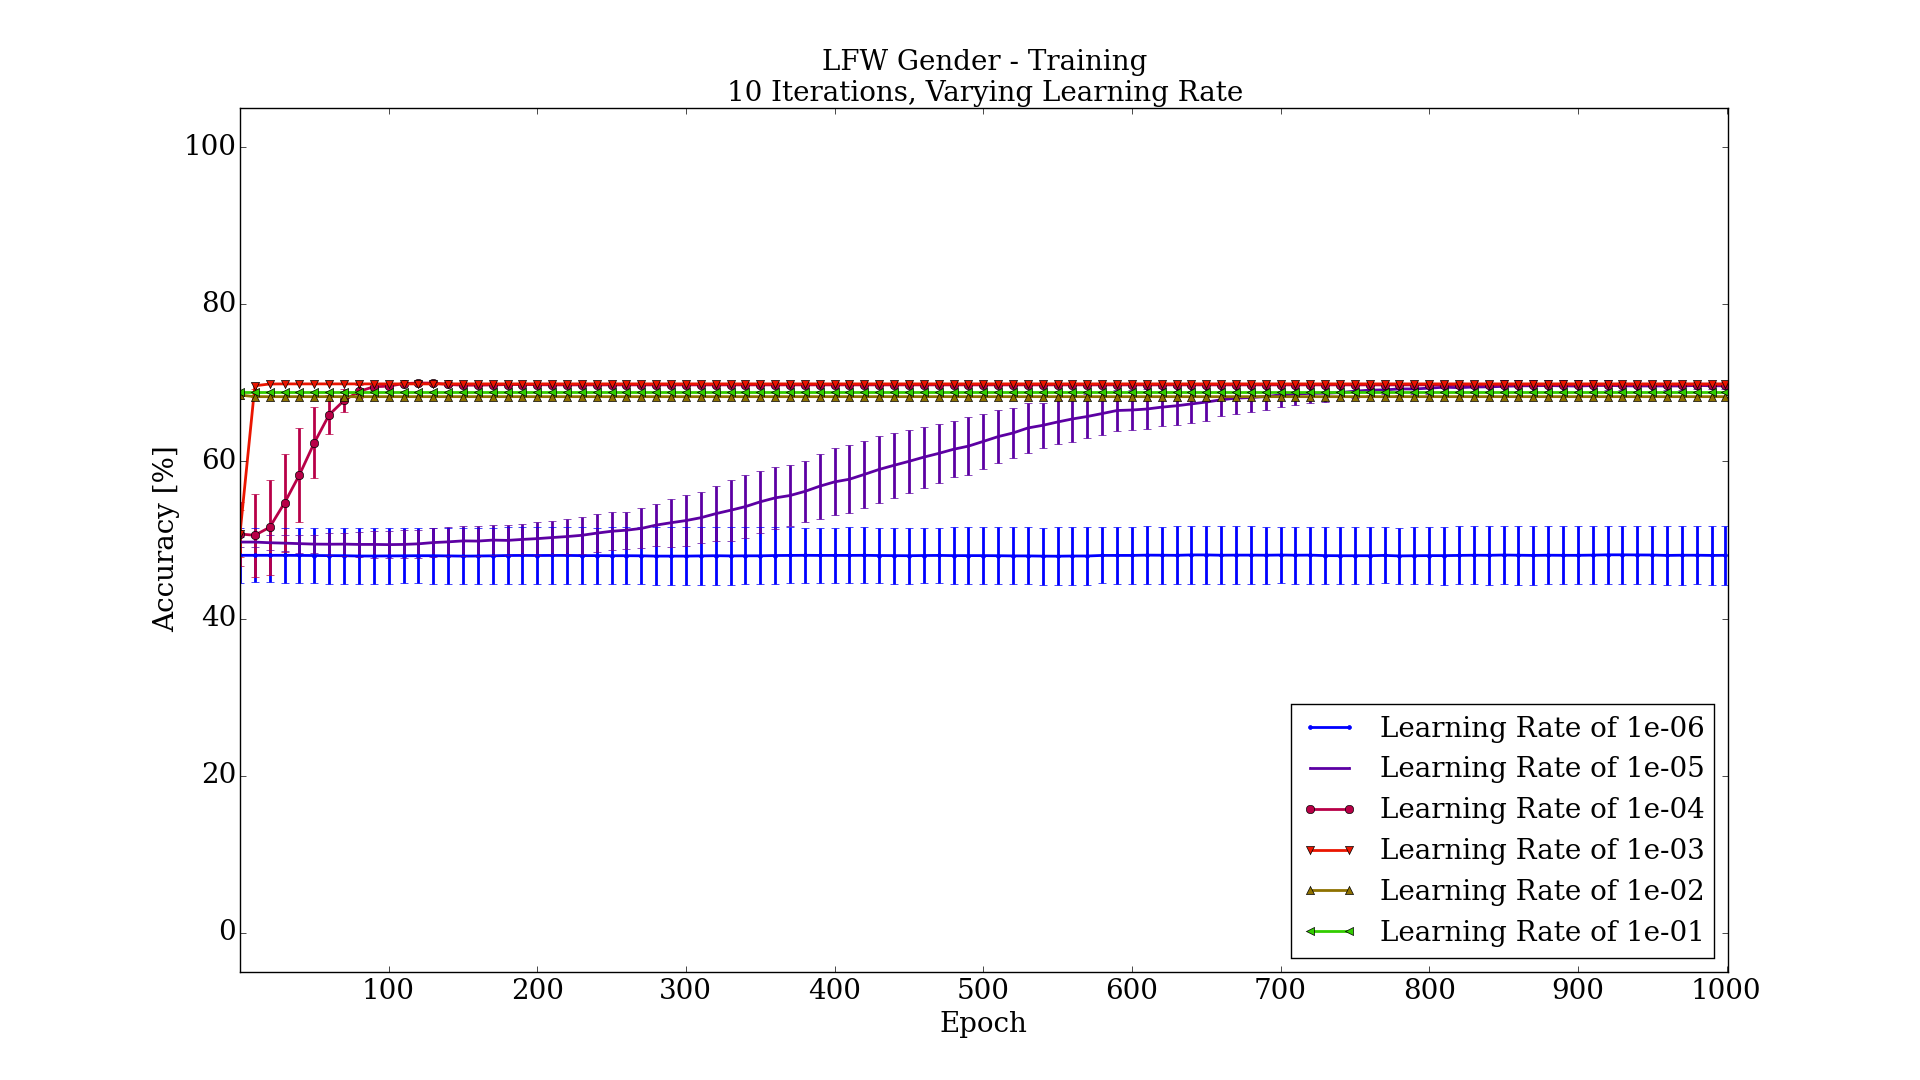 LFW Gender - Training
10 Iterations, Varying Learning Rate
Accuracy [%]
100
80
60
40
20
0
100 200 300 400 500 600 700 800 900 1000
Epoch
Learning Rate of 1e-06
Learning Rate of 1e-05
Learning Rate of 1e-04
Learning Rate of 1e-03
Learning Rate of 1e-02
Learning Rate of 1e-01